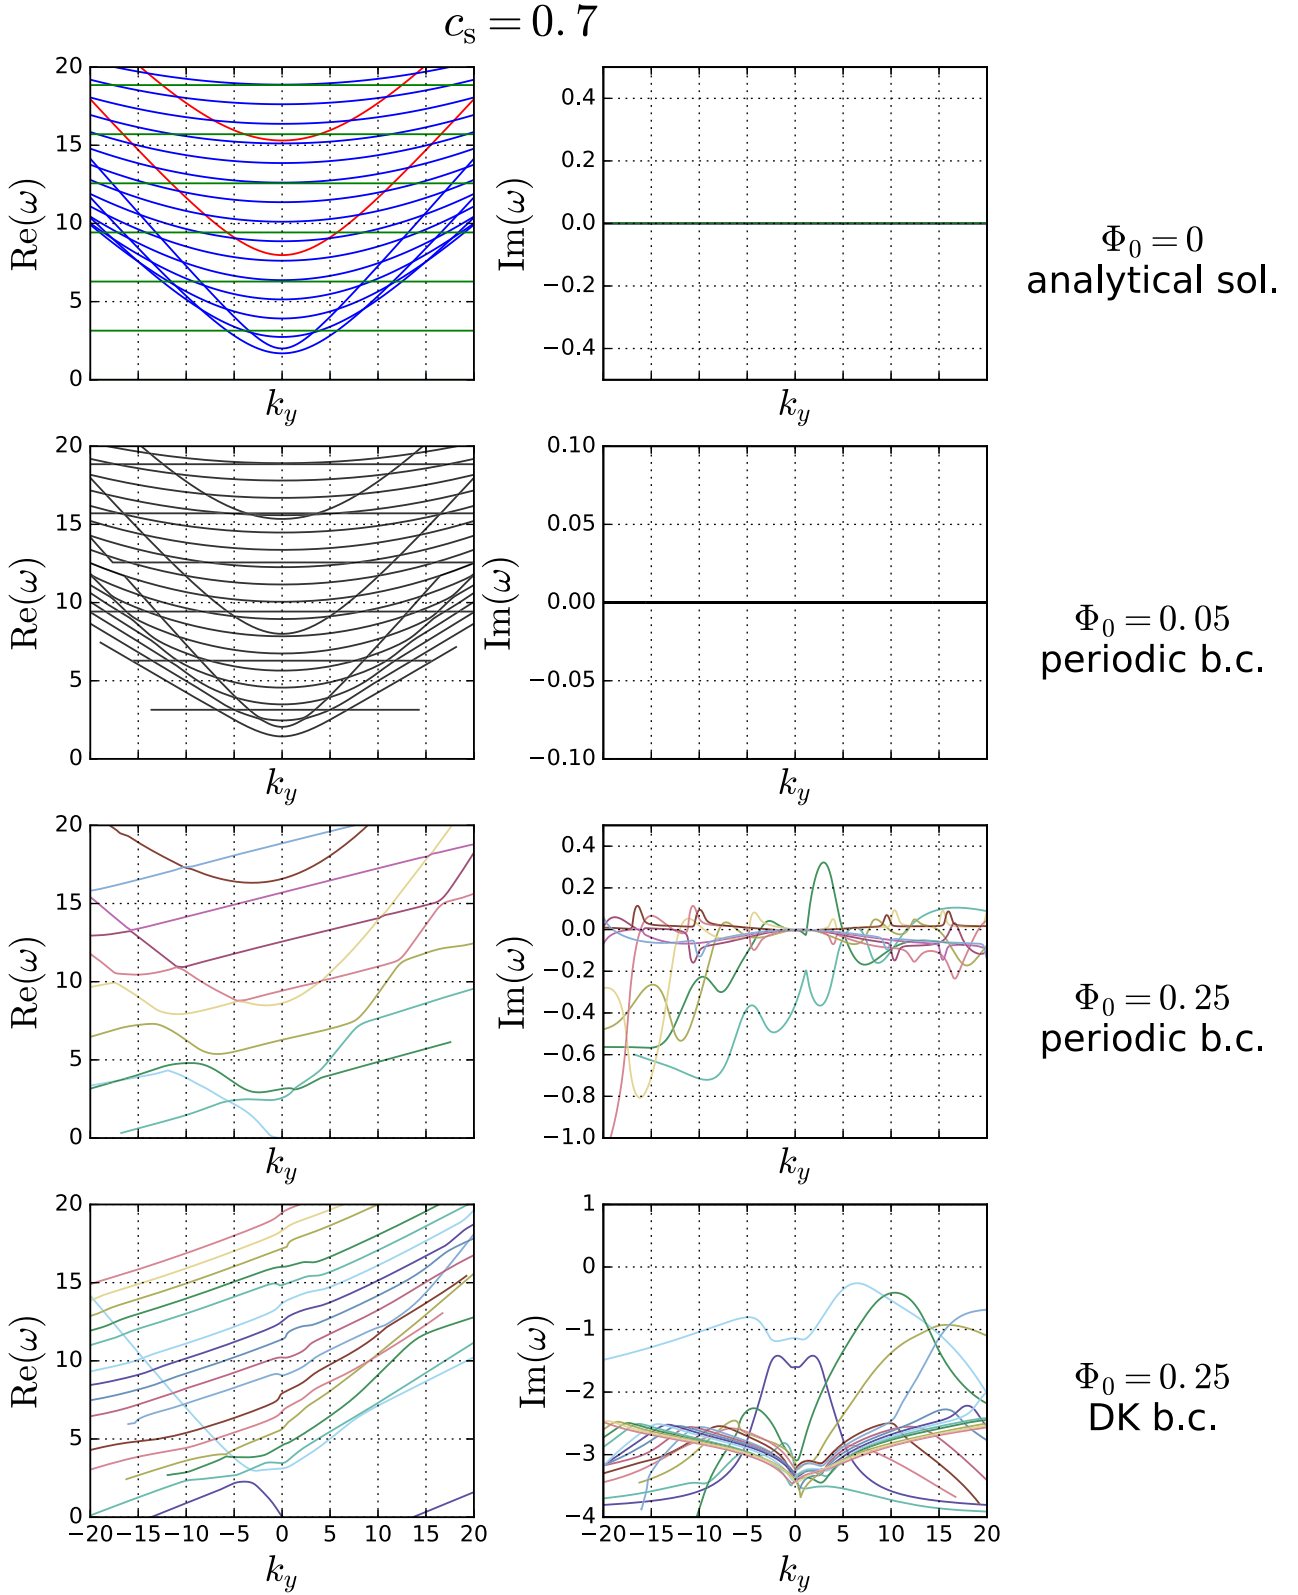 c_s = 0.7
20
15
10
5
0
Re(ω)
k_y
0.4
0.2
0.0
−0.2
−0.4
Im(ω)
k_y
Φ_0 = 0
analytical sol.
20
15
10
5
0
Re(ω)
k_y
0.10
0.05
0.00
−0.05
−0.10
Im(ω)
k_y
Φ_0 = 0.05
periodic b.c.
20
15
10
5
0
Re(ω)
k_y
0.4
0.2
0.0
−0.2
−0.4
−0.6
−0.8
−1.0
Im(ω)
k_y
Φ_0 = 0.25
periodic b.c.
20
15
10
5
0
Re(ω)
−20 −15 −10 −5 0 5 10 15 20
k_y
1
0
−1
−2
−3
−4
Im(ω)
−20 −15 −10 −5 0 5 10 15 20
k_y
Φ_0 = 0.25
DK b.c.